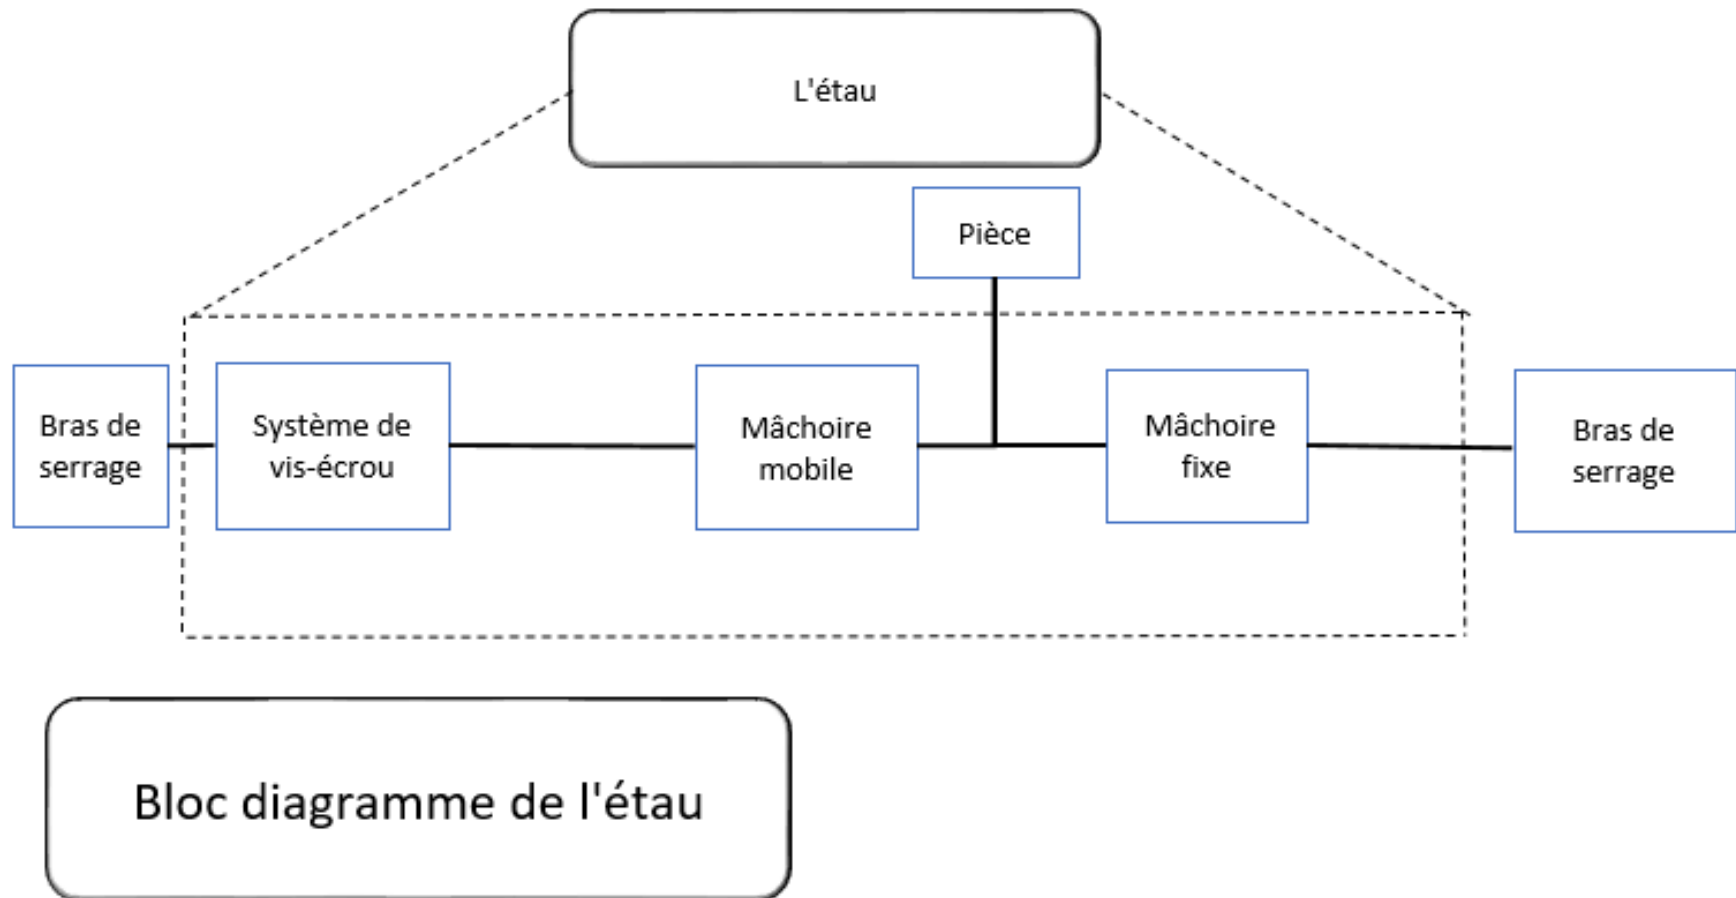 L'étau
Pièce
Bras de
serrage
Système de
vis-écrou
Mâchoire
mobile
Mâchoire
fixe
Bras de
serrage
Bloc diagramme de l'étau